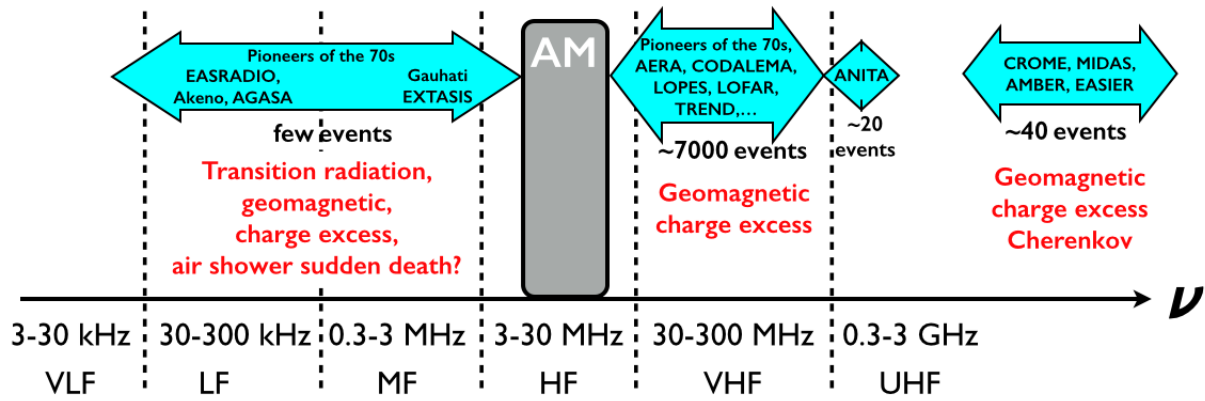 Pioneers of the 70s
EASRADIO,
Akeno, AGASA
Gauhati
EXTASIS
few events
Transition radiation,
geomagnetic,
charge excess,
air shower sudden death?
AM
Pioneers of the 70s,
AERA, CODALEMA,
LOPES, LOFAR,
TREND,...
~7000 events
Geomagnetic
charge excess
ANITA
~20
events
CROME, MIDAS,
AMBER, EASIER
~40 events
Geomagnetic
charge excess
Cherenkov
ν
3-30 kHz
30-300 kHz
0.3-3 MHz
3-30 MHz
30-300 MHz
0.3-3 GHz
VLF
LF
MF
HF
VHF
UHF